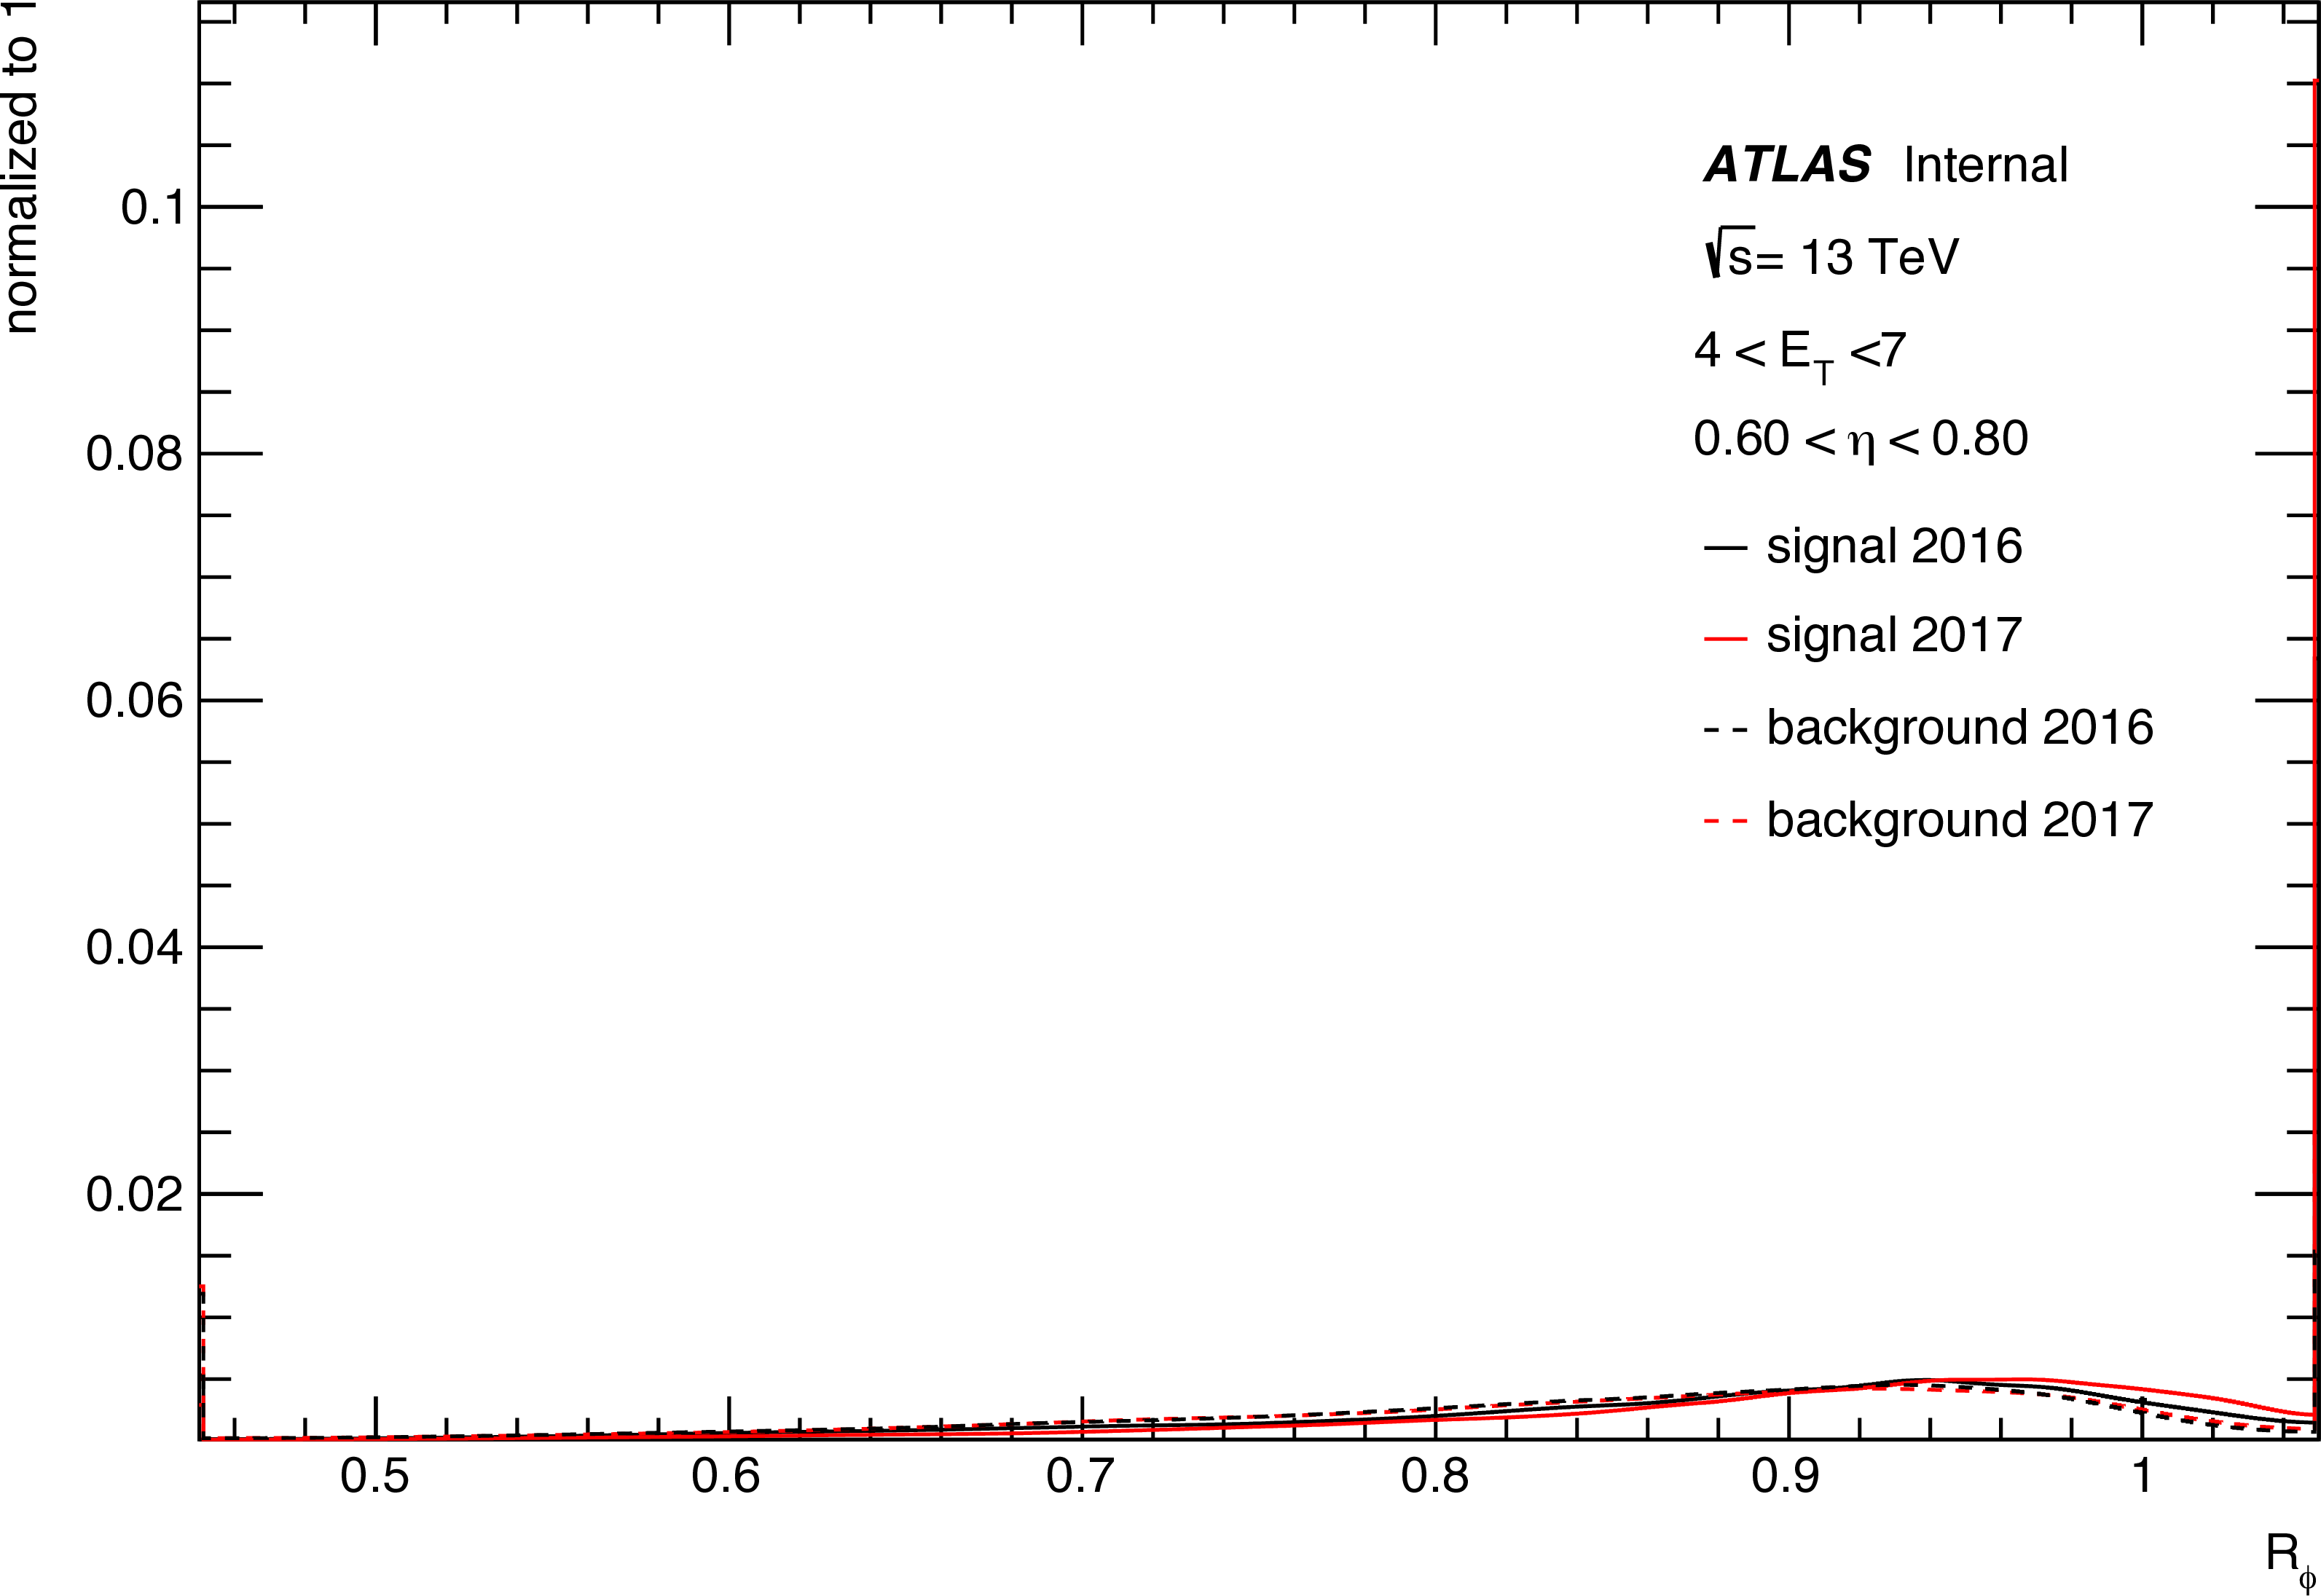 normalized to 1
ATLAS Internal
√s= 13 TeV
4 < E_T <7
0.60 < η < 0.80
signal 2016
signal 2017
background 2016
background 2017
0.1
0.08
0.06
0.04
0.02
0.5 0.6 0.7 0.8 0.9 1
R_ϕ